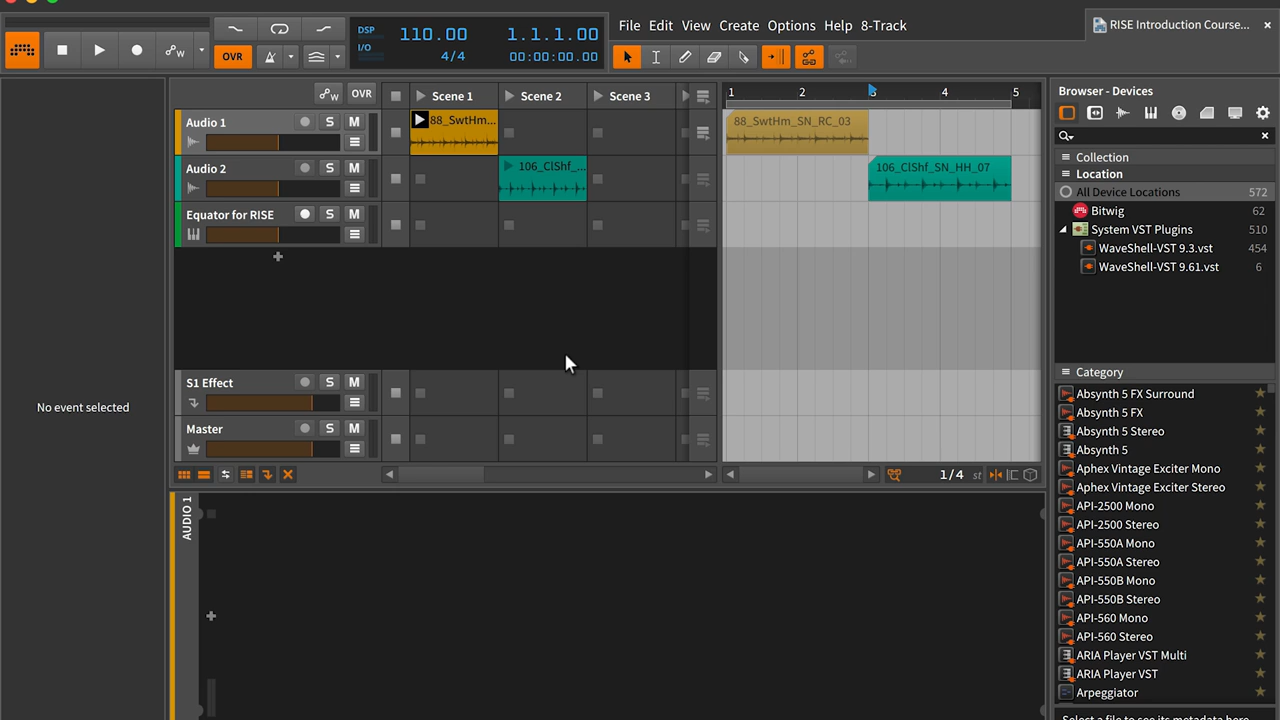 File Edit View Create Options Help 8-Track
RISE Introduction Course...
DSP
I/O
110.00
4/4
1.1.1.00
00:00:00.00
OVR
OVR
Scene 1
Scene 2
Scene 3
1 2 3 4 5
Audio 1
S M
88_SwtHm...
88_SwtHm_SN_RC_03
Audio 2
S M
106_ClShf_...
106_ClShf_SN_HH_07
Equator for RISE
S M
S1 Effect
S M
Master
S M
1/4 st
No event selected
AUDIO 1
Browser - Devices
Collection
Location
All Device Locations 572
Bitwig 62
System VST Plugins 510
WaveShell-VST 9.3.vst 454
WaveShell-VST 9.61.vst 6
Category
Absynth 5 FX Surround
Absynth 5 FX
Absynth 5 Stereo
Absynth 5
Aphex Vintage Exciter Mono
Aphex Vintage Exciter Stereo
API-2500 Mono
API-2500 Stereo
API-550A Mono
API-550A Stereo
API-550B Mono
API-550B Stereo
API-560 Mono
API-560 Stereo
ARIA Player VST Multi
ARIA Player VST
Arpeggiator
Select a file to see its metadata here